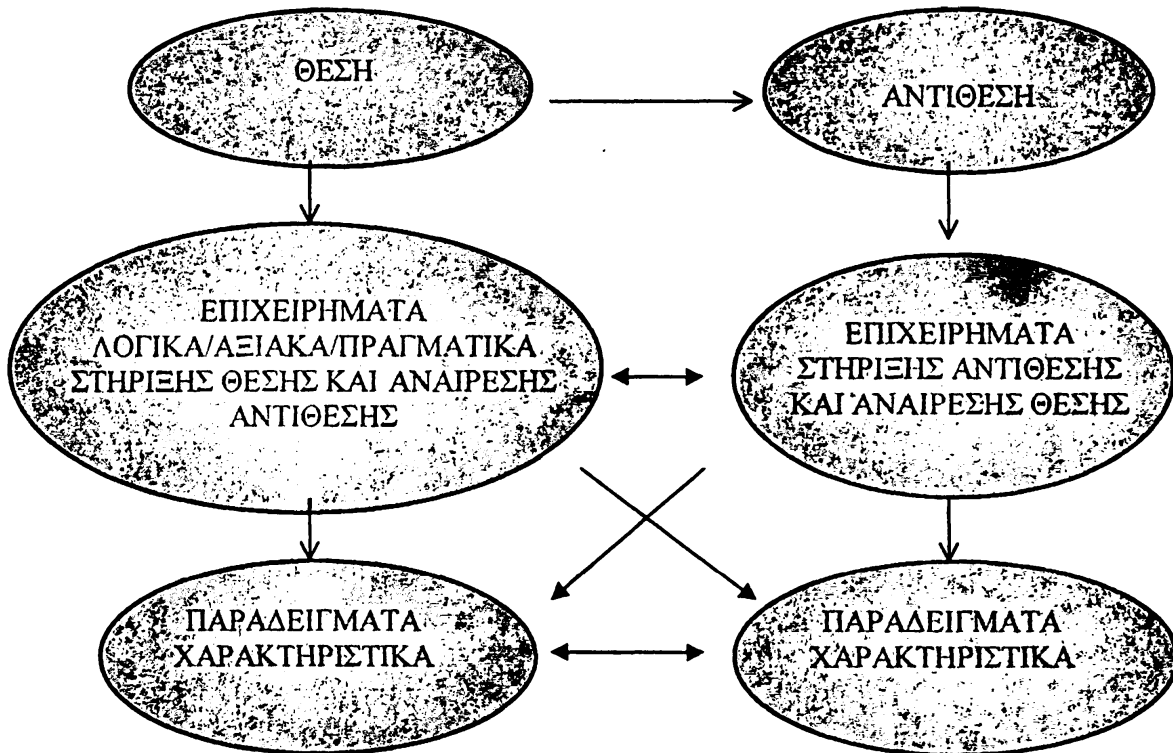 ΘΕΣΗ
ΑΝΤΙΘΕΣΗ
ΕΠΙΧΕΙΡΗΜΑΤΑ
ΛΟΓΙΚΑ/ΑΞΙΑΚΑ/ΠΡΑΓΜΑΤΙΚΑ
ΣΤΗΡΙΞΗΣ ΘΕΣΗΣ ΚΑΙ ΑΝΑΙΡΕΣΗΣ
ΑΝΤΙΘΕΣΗΣ
ΕΠΙΧΕΙΡΗΜΑΤΑ
ΣΤΗΡΙΞΗΣ ΑΝΤΙΘΕΣΗΣ
ΚΑΙ ΑΝΑΙΡΕΣΗΣ ΘΕΣΗΣ
ΠΑΡΑΔΕΙΓΜΑΤΑ
ΧΑΡΑΚΤΗΡΙΣΤΙΚΑ
ΠΑΡΑΔΕΙΓΜΑΤΑ
ΧΑΡΑΚΤΗΡΙΣΤΙΚΑ